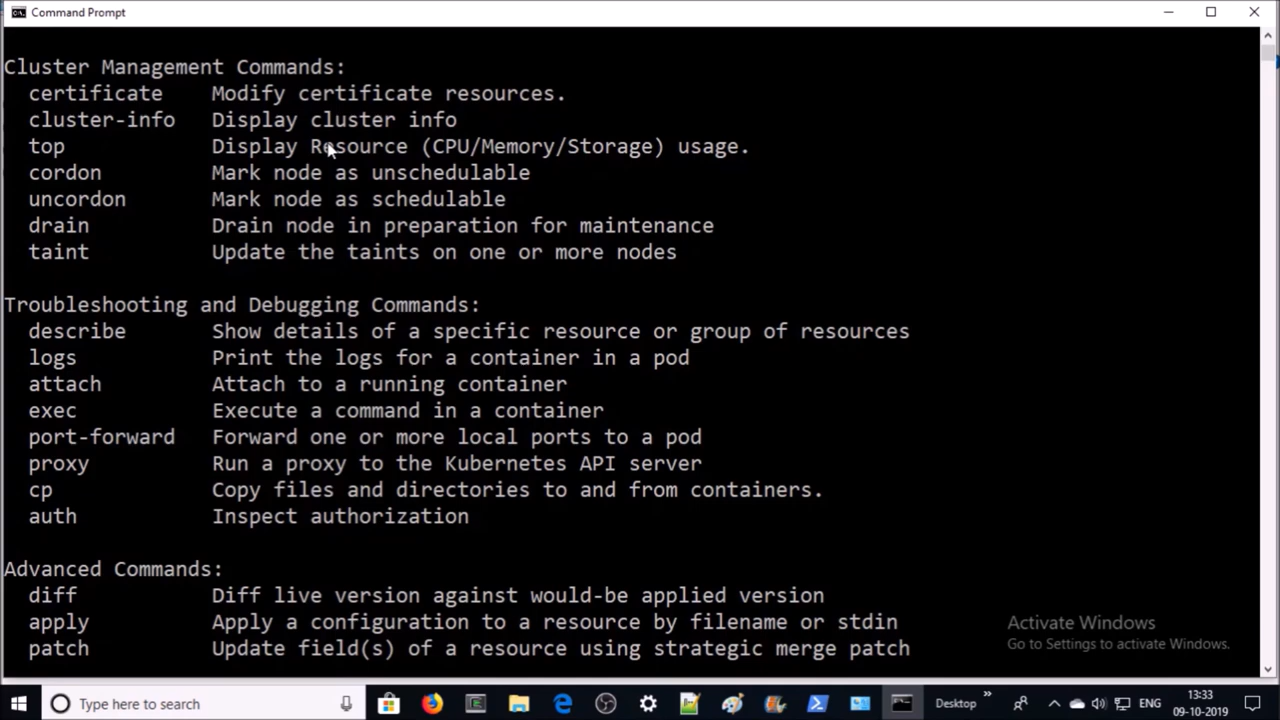 Command Prompt
Cluster Management Commands:
certificate Modify certificate resources.
cluster-info Display cluster info
top Display Resource (CPU/Memory/Storage) usage.
cordon Mark node as unschedulable
uncordon Mark node as schedulable
drain Drain node in preparation for maintenance
taint Update the taints on one or more nodes
Troubleshooting and Debugging Commands:
describe Show details of a specific resource or group of resources
logs Print the logs for a container in a pod
attach Attach to a running container
exec Execute a command in a container
port-forward Forward one or more local ports to a pod
proxy Run a proxy to the Kubernetes API server
cp Copy files and directories to and from containers.
auth Inspect authorization
Advanced Commands:
diff Diff live version against would-be applied version
apply Apply a configuration to a resource by filename or stdin
patch Update field(s) of a resource using strategic merge patch
Activate Windows
Go to Settings to activate Windows.
Type here to search
Desktop
ENG
13:33
09-10-2019